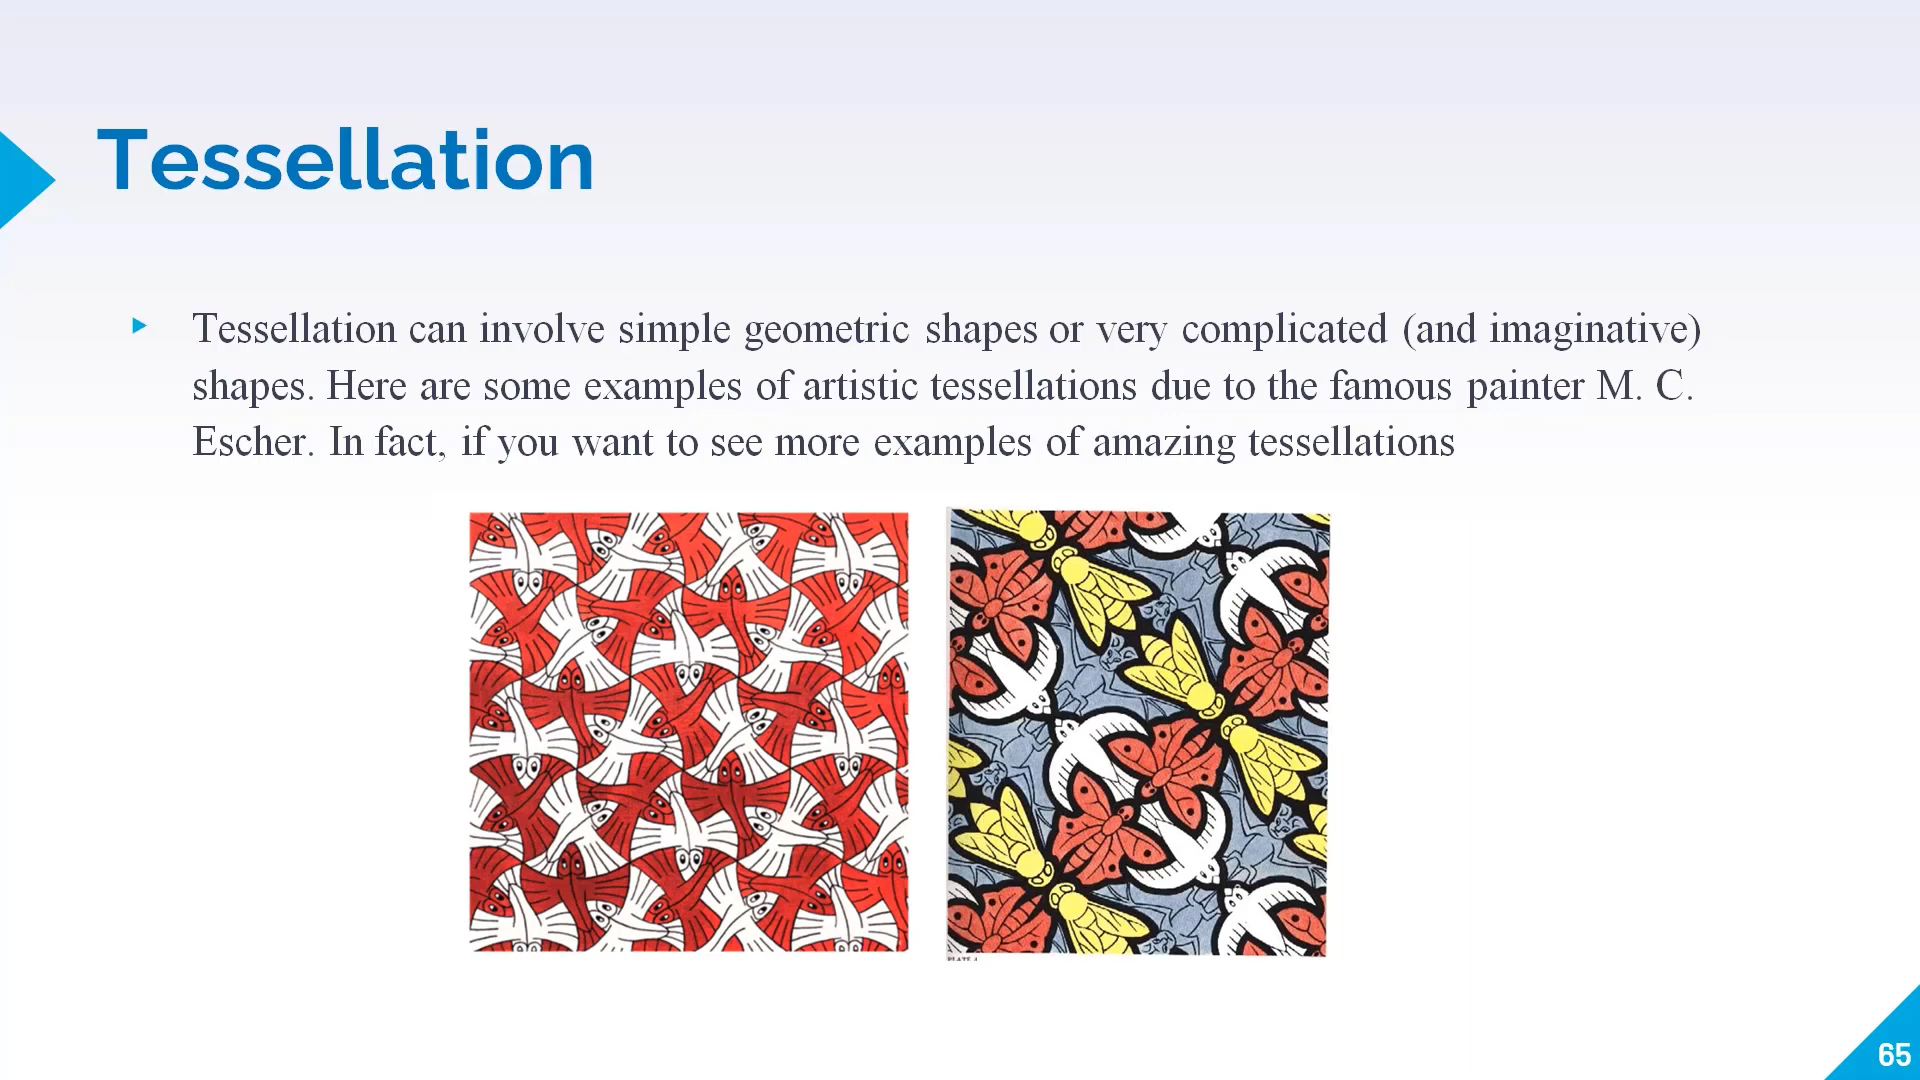 Tessellation
Tessellation can involve simple geometric shapes or very complicated (and imaginative)
shapes. Here are some examples of artistic tessellations due to the famous painter M. C.
Escher. In fact, if you want to see more examples of amazing tessellations
PLATE 4
65